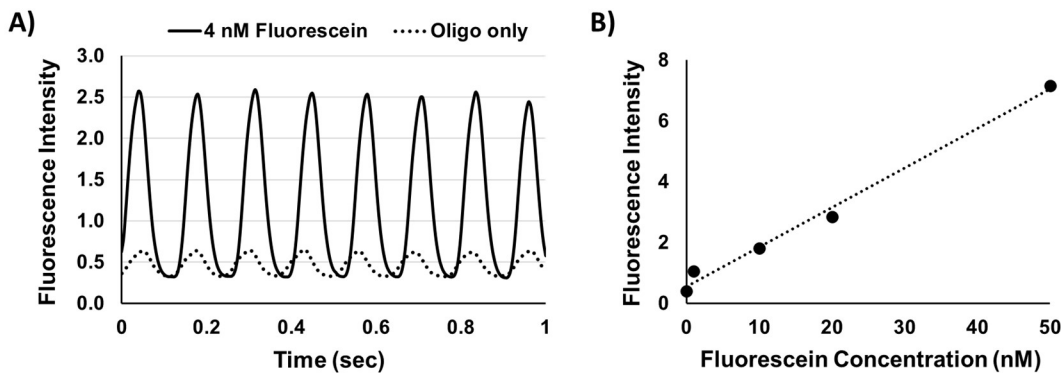 A)
4 nM Fluorescein
Oligo only
Fluorescence Intensity
3.0
2.5
2.0
1.5
1.0
0.5
0.0
0 0.2 0.4 0.6 0.8 1
Time (sec)
B)
Fluorescence Intensity
8
6
4
2
0
0 10 20 30 40 50
Fluorescein Concentration (nM)